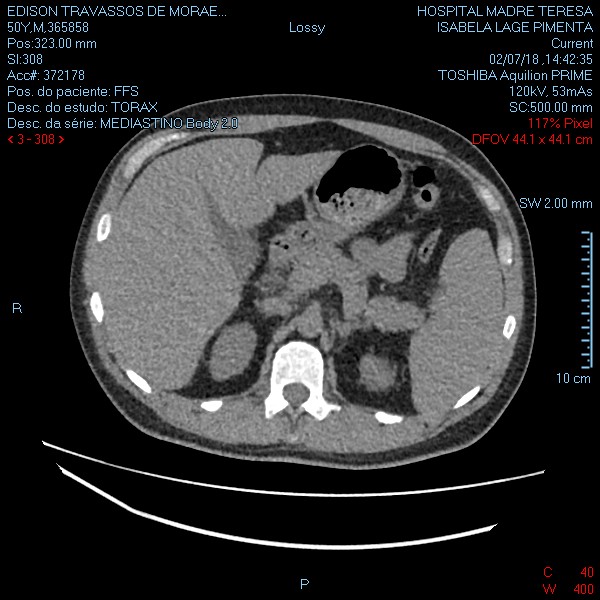 EDISON TRAVASSOS DE MORAE...
50Y,M,365858
Pos:323.00 mm
SI:308
Acc#: 372178
Pos. do paciente: FFS
Desc. do estudo: TORAX
Desc. da série: MEDIASTINO Body 2.0
< 3 - 308 >
Lossy
HOSPITAL MADRE TERESA
ISABELA LAGE PIMENTA
Current
02/07/18 ,14:42:35
TOSHIBA Aquilion PRIME
120kV, 53mAs
SC:500.00 mm
117% Pixel
DFOV 44.1 x 44.1 cm
SW 2.00 mm
R
10 cm
P
C 40
W 400